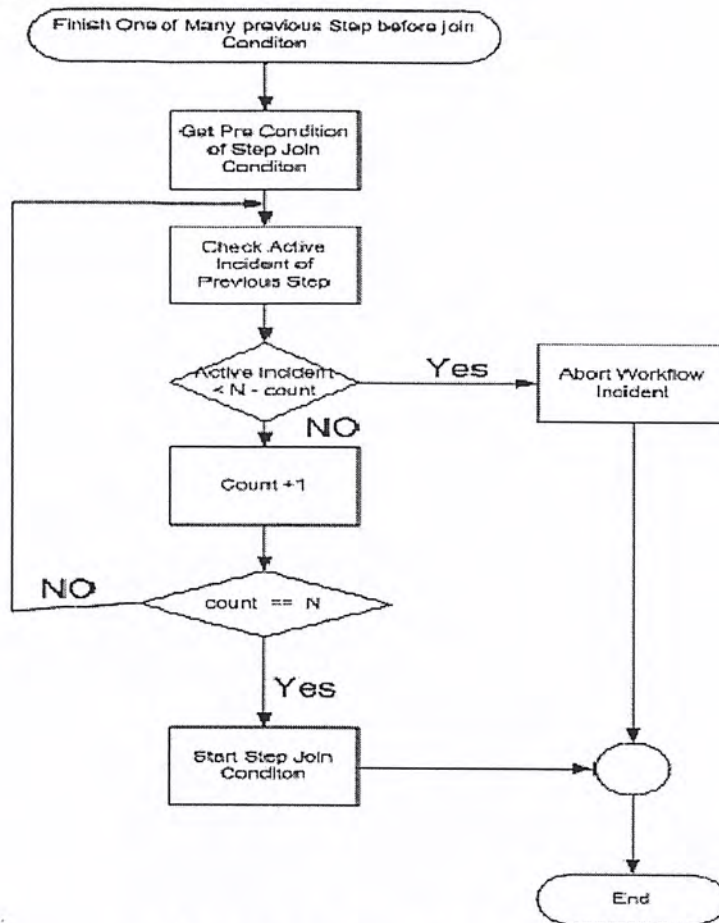 Finish One of Many previous Step before join
Conditon
Get Pre Condition
of Step Join
Conditon
Check Active
Incident of
Previous Step
Active Incident
< N - count
Yes
Abort Workflow
Incident
NO
Count +1
NO
count == N
Yes
Start Step Join
Conditon
End